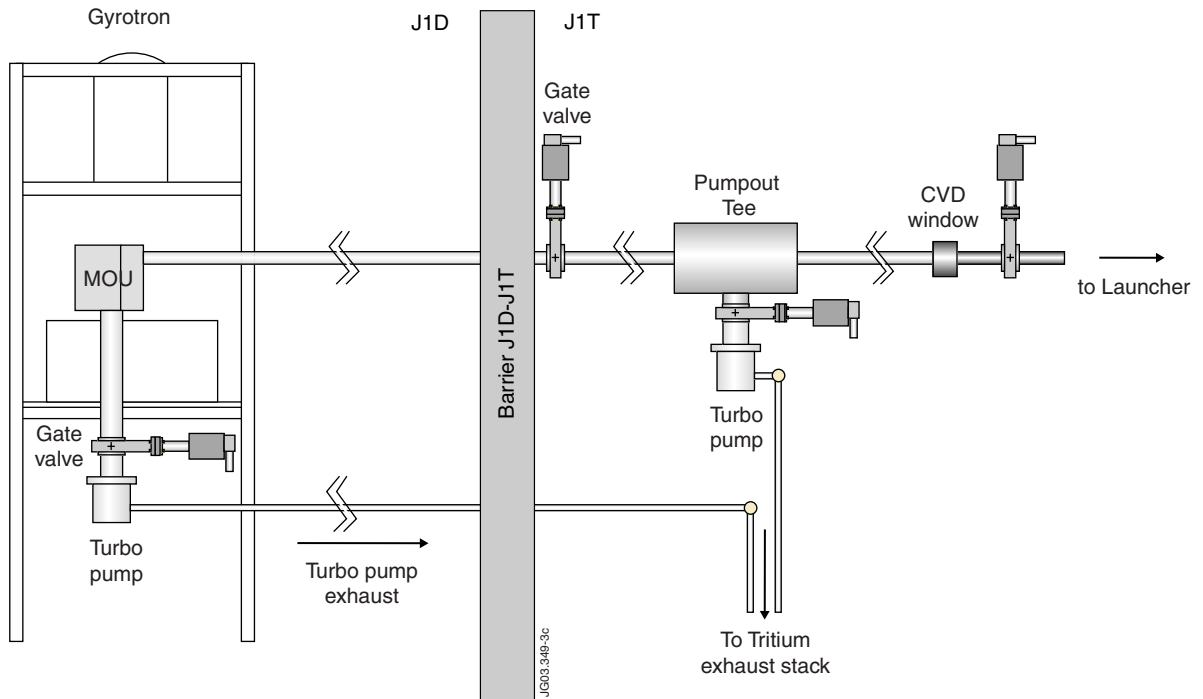 Gyrotron
J1D
J1T
Gate
valve
Pumpout
Tee
CVD
window
MOU
to Launcher
Barrier J1D-J1T
Turbo
pump
Gate
valve
Turbo
pump
Turbo pump
exhaust
To Tritium
exhaust stack
JG03.349-3c